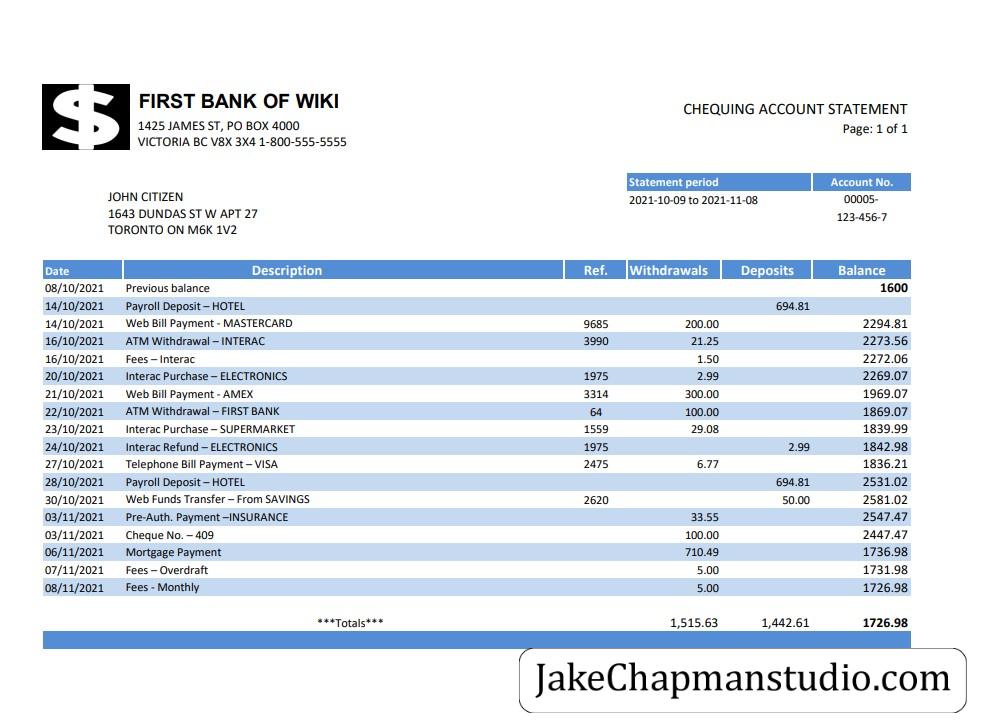 FIRST BANK OF WIKI
1425 JAMES ST, PO BOX 4000
VICTORIA BC V8X 3X4 1-800-555-5555
CHEQUING ACCOUNT STATEMENT
Page: 1 of 1
JOHN CITIZEN
1643 DUNDAS ST W APT 27
TORONTO ON M6K 1V2
Statement period Account No.
2021-10-09 to 2021-11-08 00005-
123-456-7
Date Description Ref. Withdrawals Deposits Balance
08/10/2021 Previous balance 1600
14/10/2021 Payroll Deposit – HOTEL 694.81
14/10/2021 Web Bill Payment - MASTERCARD 9685 200.00 2294.81
16/10/2021 ATM Withdrawal – INTERAC 3990 21.25 2273.56
16/10/2021 Fees – Interac 1.50 2272.06
20/10/2021 Interac Purchase – ELECTRONICS 1975 2.99 2269.07
21/10/2021 Web Bill Payment - AMEX 3314 300.00 1969.07
22/10/2021 ATM Withdrawal – FIRST BANK 64 100.00 1869.07
23/10/2021 Interac Purchase – SUPERMARKET 1559 29.08 1839.99
24/10/2021 Interac Refund – ELECTRONICS 1975 2.99 1842.98
27/10/2021 Telephone Bill Payment – VISA 2475 6.77 1836.21
28/10/2021 Payroll Deposit – HOTEL 694.81 2531.02
30/10/2021 Web Funds Transfer – From SAVINGS 2620 50.00 2581.02
03/11/2021 Pre-Auth. Payment –INSURANCE 33.55 2547.47
03/11/2021 Cheque No. – 409 100.00 2447.47
06/11/2021 Mortgage Payment 710.49 1736.98
07/11/2021 Fees – Overdraft 5.00 1731.98
08/11/2021 Fees - Monthly 5.00 1726.98
***Totals*** 1,515.63 1,442.61 1726.98
JakeChapmanstudio.com